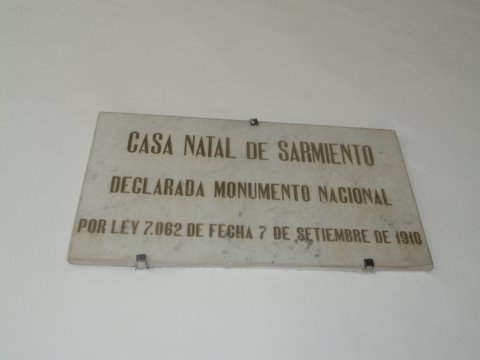 CASA NATAL DE SARMIENTO
DECLARADA MONUMENTO NACIONAL
POR LEY 7.062 DE FECHA 7 DE SETIEMBRE DE 1910